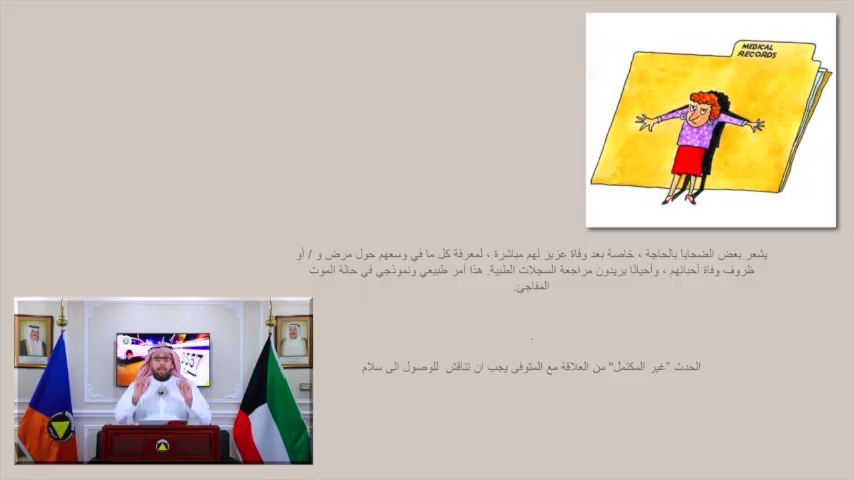 MEDICAL
RECORDS
يشعر بعض الضحايا بالحاجة ، خاصة بعد وفاة عزيز لهم مباشرة ، لمعرفة كل ما في وسعهم حول مرض و / أو
ظروف وفاة أحبائهم ، وأحيانًا يريدون مراجعة السجلات الطبية. هذا أمر طبيعي ونموذجي في حالة الموت
المفاجئ.
.
الحدث "غير المكتمل" من العلاقة مع المتوفى يجب ان تناقش للوصول الى سلام